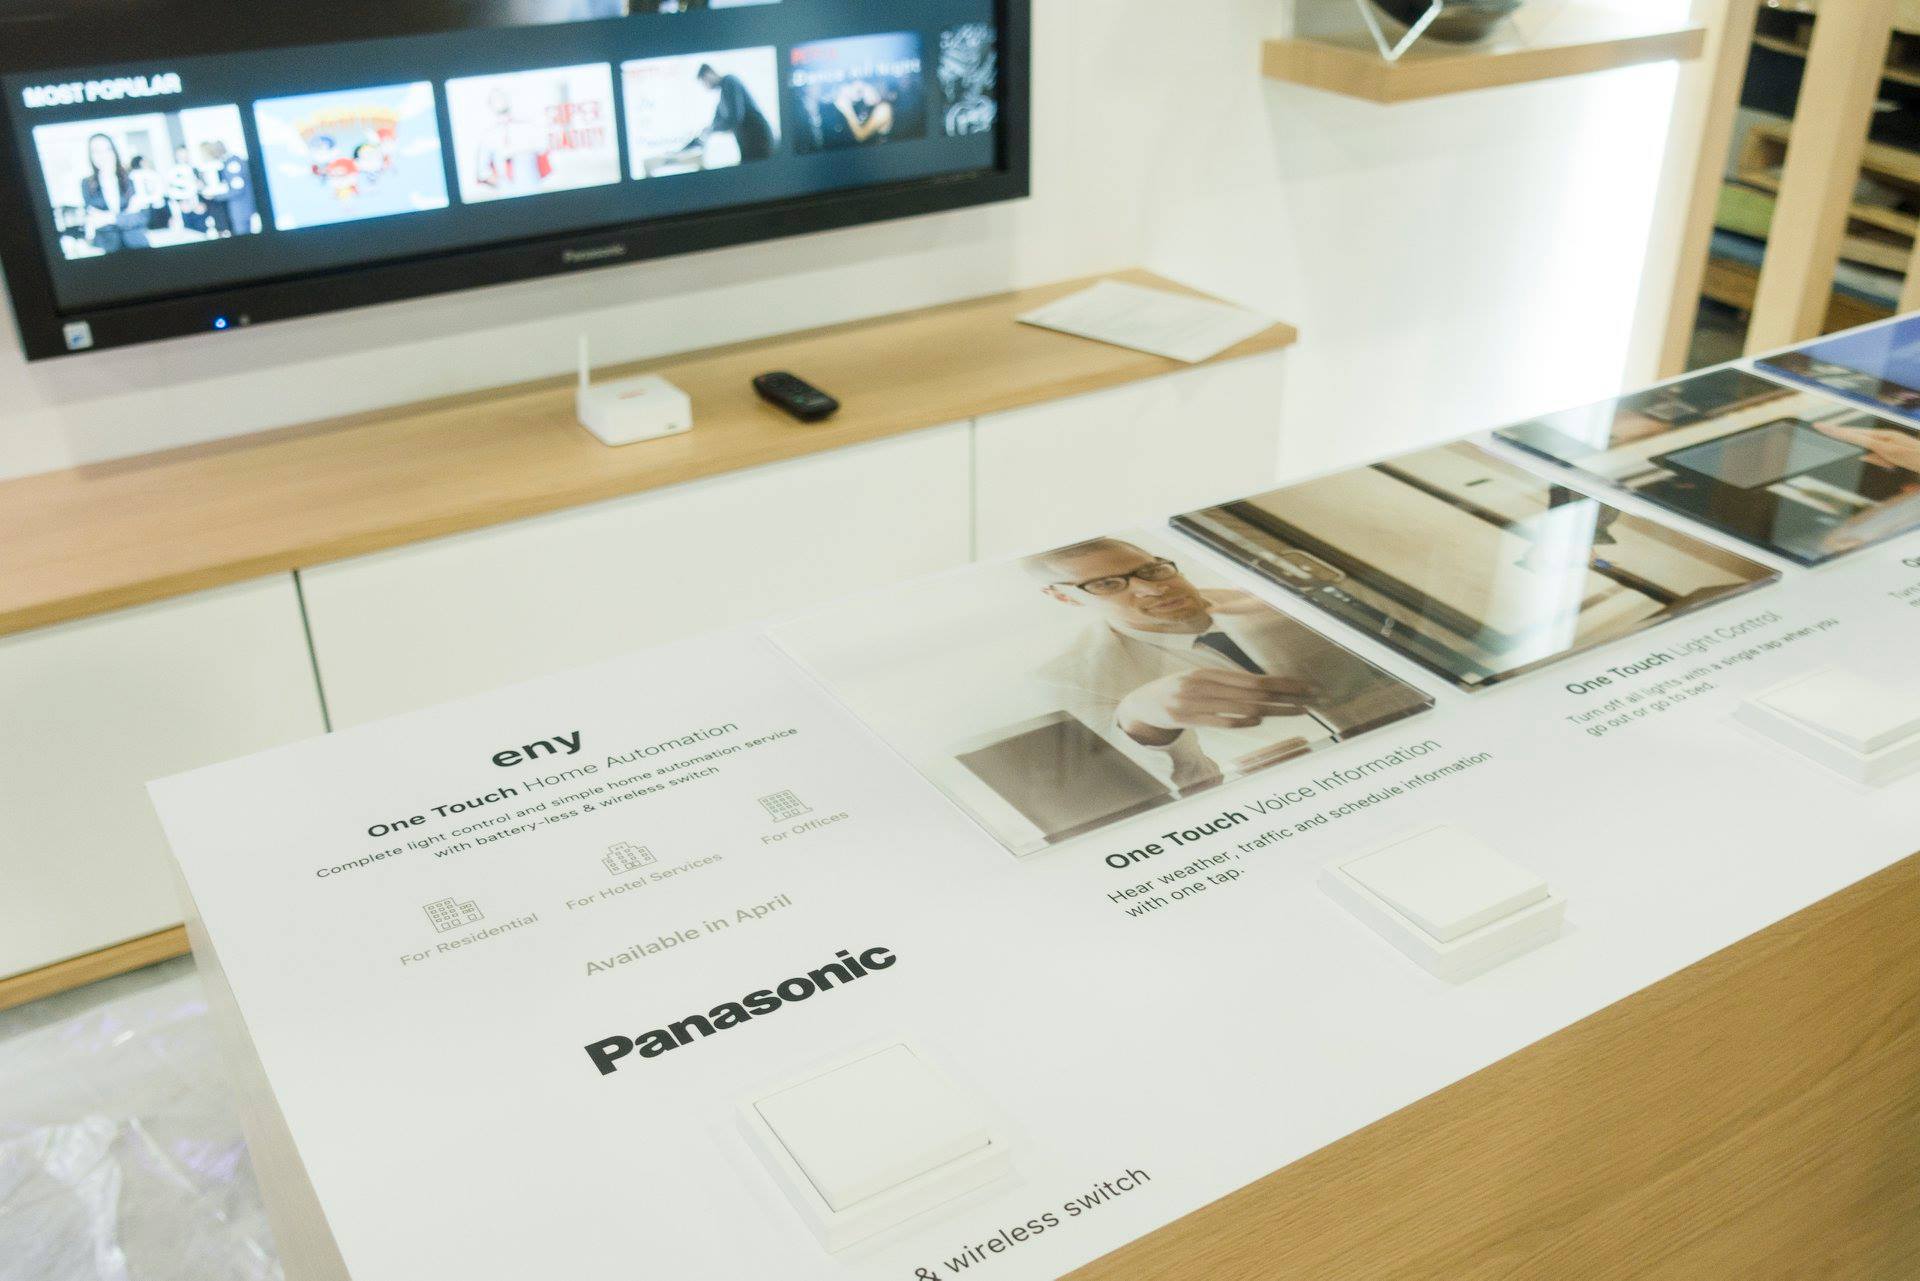 MOST POPULAR
SUPER
DADDY
Panasonic
eny
One Touch Home Automation
Complete light control and simple home automation service
with battery-less & wireless switch
For Residential
For Hotel Services
For Offices
Available in April
Panasonic
& wireless switch
One Touch Voice Information
Hear weather, traffic and schedule information
with one tap.
One Touch Light Control
Turn off all lights with a single tap when you
go out or go to bed.